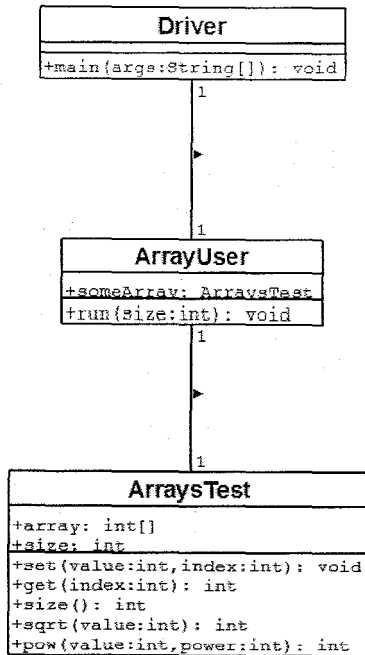 Driver
+main(args:String[]): void
1
1
ArrayUser
+someArray: ArraysTest
+run(size:int): void
1
1
ArraysTest
+array: int[]
+size: int
+set(value:int,index:int): void
+get(index:int): int
+size(): int
+sqrt(value:int): int
+pow(value:int,power:int): int